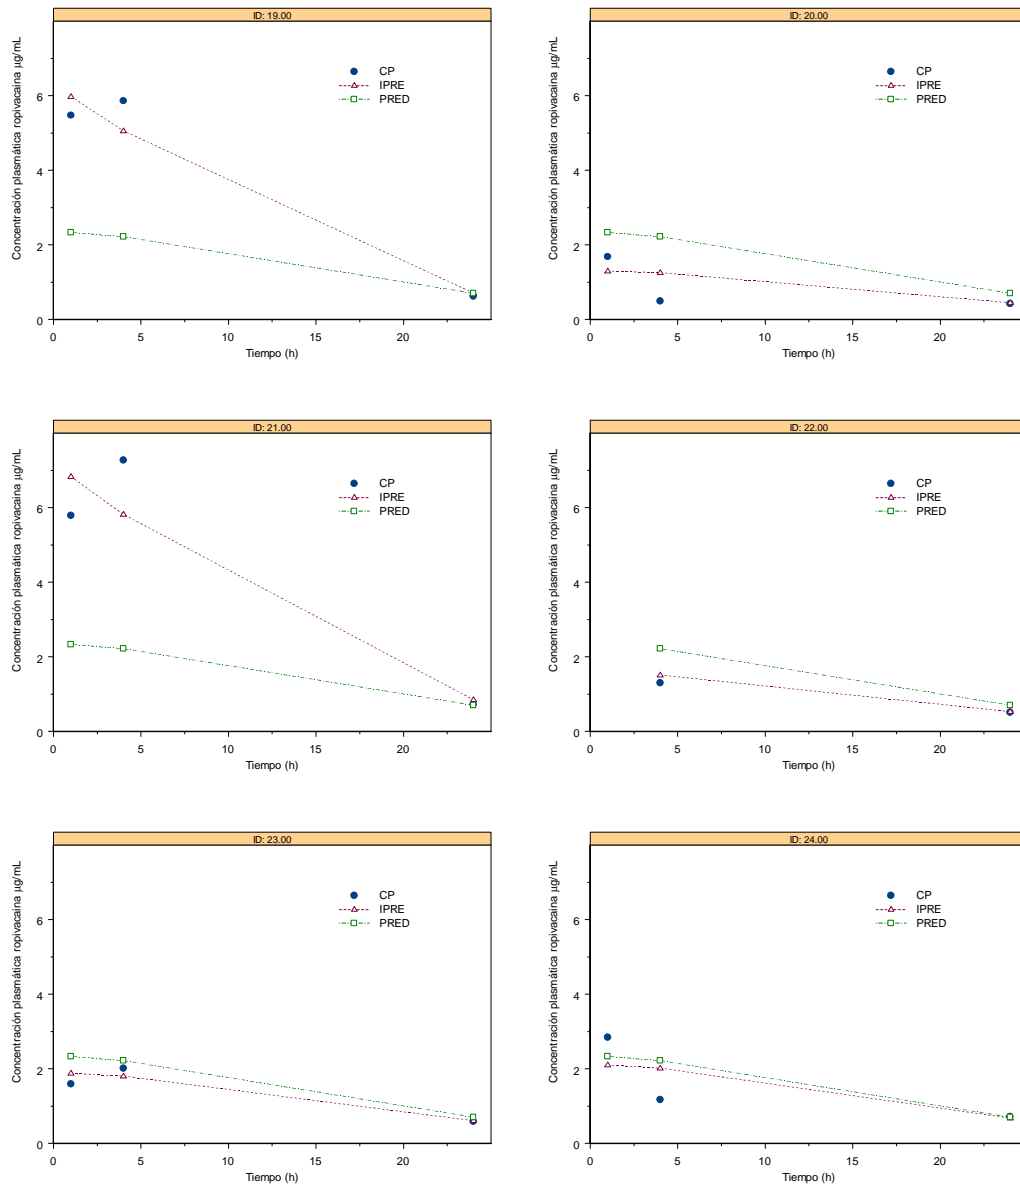 ID: 19.00
Concentración plasmática ropivacaina µg/mL
6
4
2
0
CP
IPRE
PRED
0 5 10 15 20
Tiempo (h)
ID: 20.00
Concentración plasmática ropivacaina µg/mL
6
4
2
0
CP
IPRE
PRED
0 5 10 15 20
Tiempo (h)
ID: 21.00
Concentración plasmática ropivacaina µg/mL
6
4
2
0
CP
IPRE
PRED
0 5 10 15 20
Tiempo (h)
ID: 22.00
Concentración plasmática ropivacaina µg/mL
6
4
2
0
CP
IPRE
PRED
0 5 10 15 20
Tiempo (h)
ID: 23.00
Concentración plasmática ropivacaina µg/mL
6
4
2
0
CP
IPRE
PRED
0 5 10 15 20
Tiempo (h)
ID: 24.00
Concentración plasmática ropivacaina µg/mL
6
4
2
0
CP
IPRE
PRED
0 5 10 15 20
Tiempo (h)